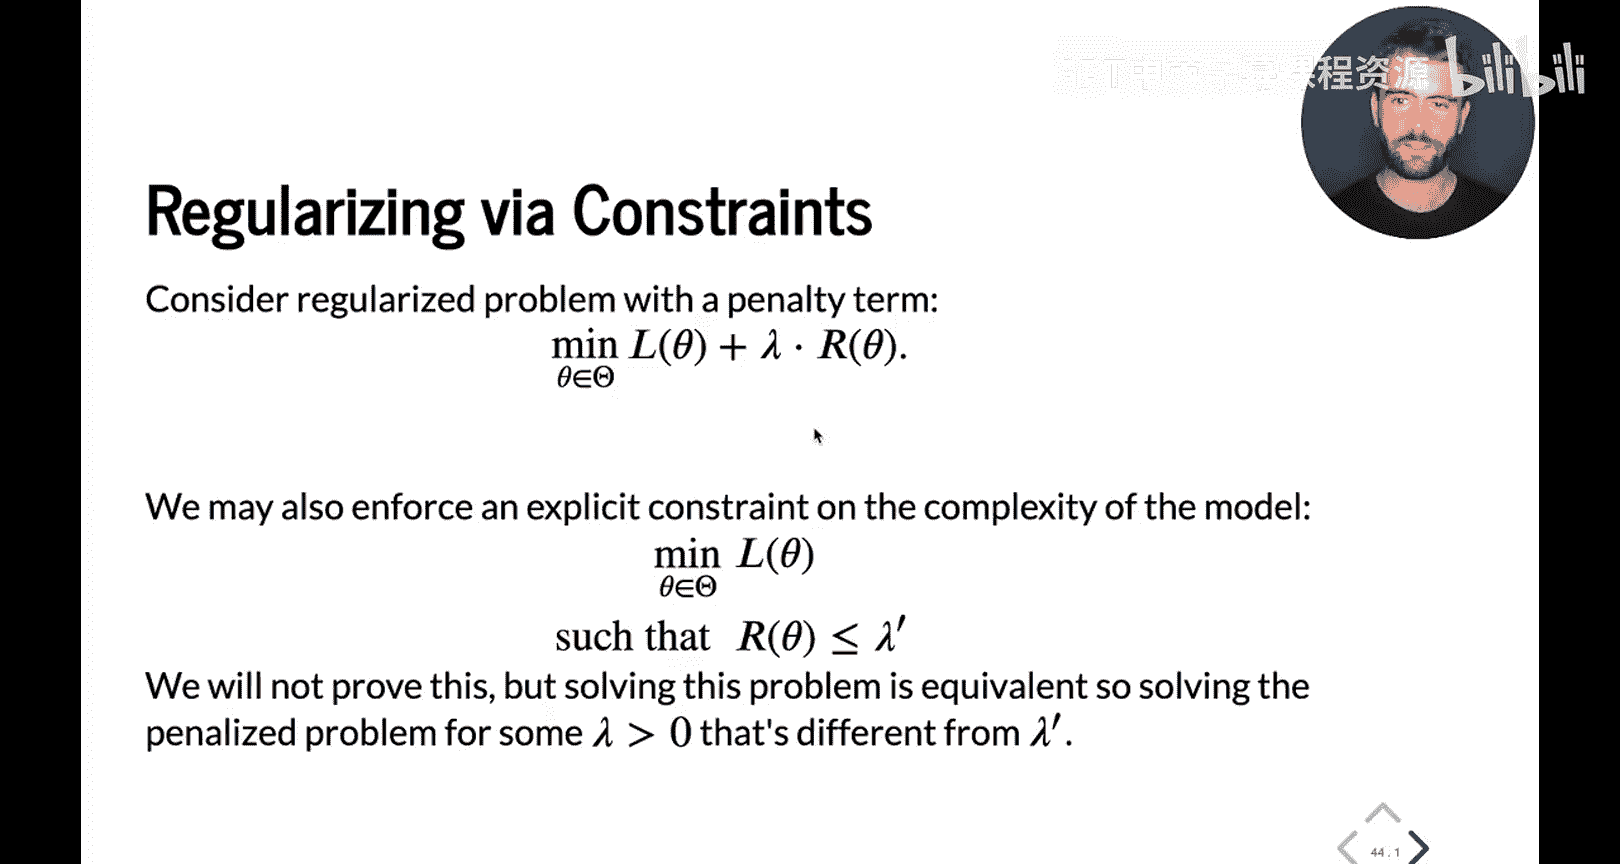 程资源 bilibili
Regularizing via Constraints
Consider regularized problem with a penalty term:
min L(θ) + λ · R(θ).
θ∈Θ
We may also enforce an explicit constraint on the complexity of the model:
min L(θ)
θ∈Θ
such that R(θ) ≤ λ′
We will not prove this, but solving this problem is equivalent so solving the
penalized problem for some λ > 0 that's different from λ′.
44.1